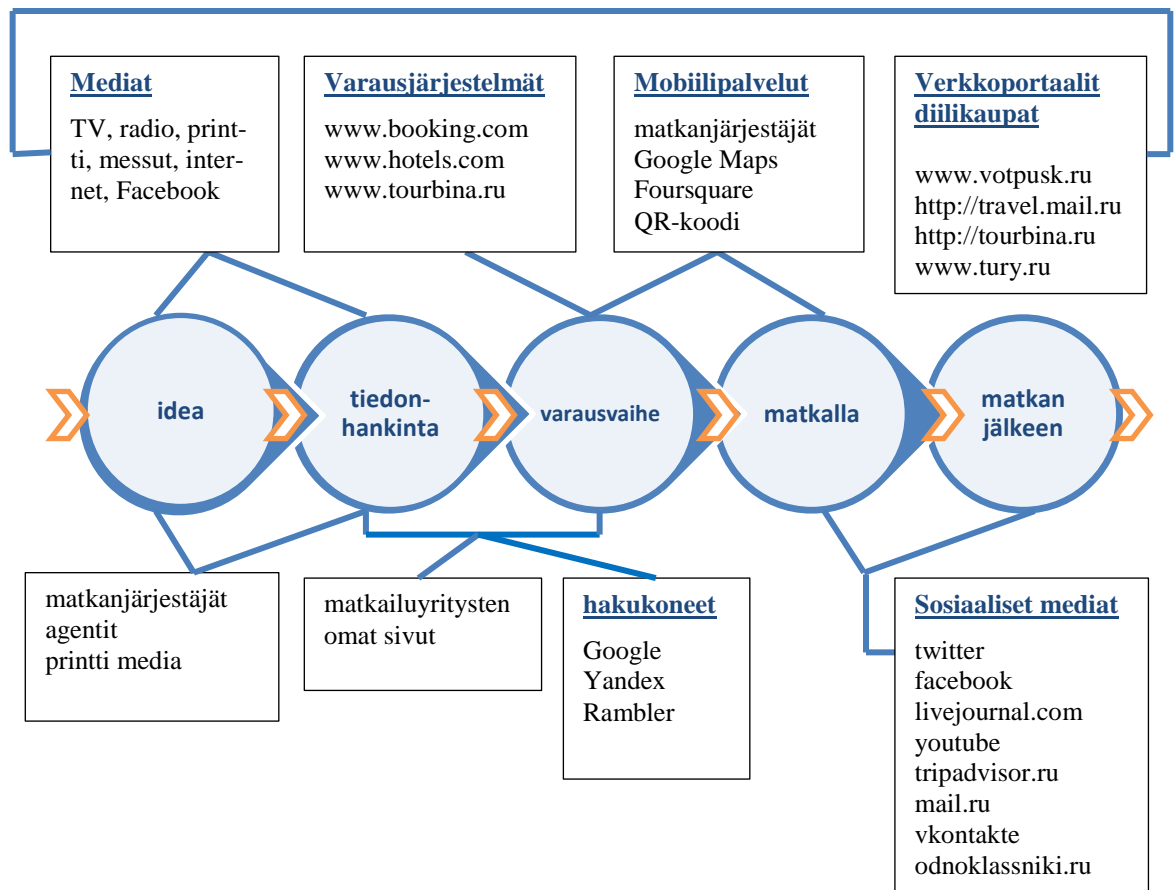 Mediat
TV, radio, print-
ti, messut, inter-
net, Facebook
Varausjärjestelmät
www.booking.com
www.hotels.com
www.tourbina.ru
Mobiilipalvelut
matkanjärjestäjät
Google Maps
Foursquare
QR-koodi
Verkkoportaalit
diilikaupat
www.votpusk.ru
http://travel.mail.ru
http://tourbina.ru
www.tury.ru
idea
tiedon-
hankinta
varausvaihe
matkalla
matkan
jälkeen
matkanjärjestäjät
agentit
printti media
matkailuyritysten
omat sivut
hakukoneet
Google
Yandex
Rambler
Sosiaaliset mediat
twitter
facebook
livejournal.com
youtube
tripadvisor.ru
mail.ru
vkontakte
odnoklassniki.ru